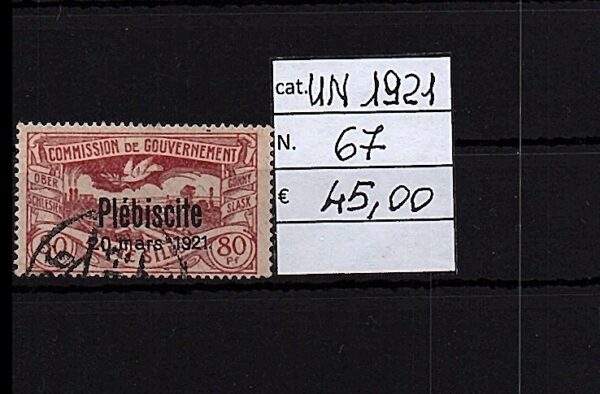 COMMISSION DE GOUVERNEMENT
OBER GORNY
SCHLESIEN SLASK
Plébiscite
20 mars 1921
80 80
Pf
cat. UN 1921
N. 67
€ 45,00